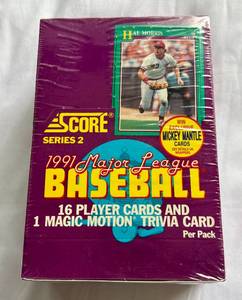 HAL MORRIS
SCORE
SERIES 2
WIN
MICKEY MANTLE
CARDS
1991 Major League
BASEBALL
16 PLAYER CARDS AND
1 MAGIC MOTION TRIVIA CARD
Per Pack